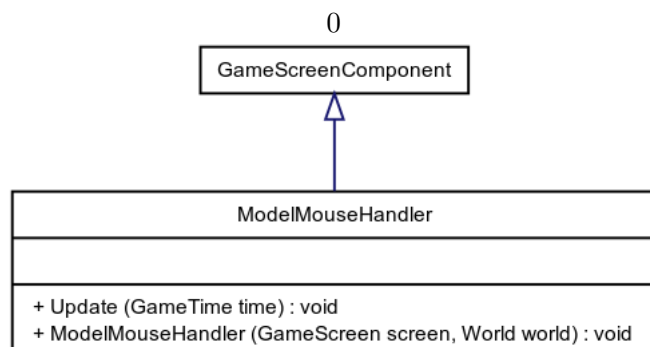 0
GameScreenComponent
ModelMouseHandler
+ Update (GameTime time) : void
+ ModelMouseHandler (GameScreen screen, World world) : void